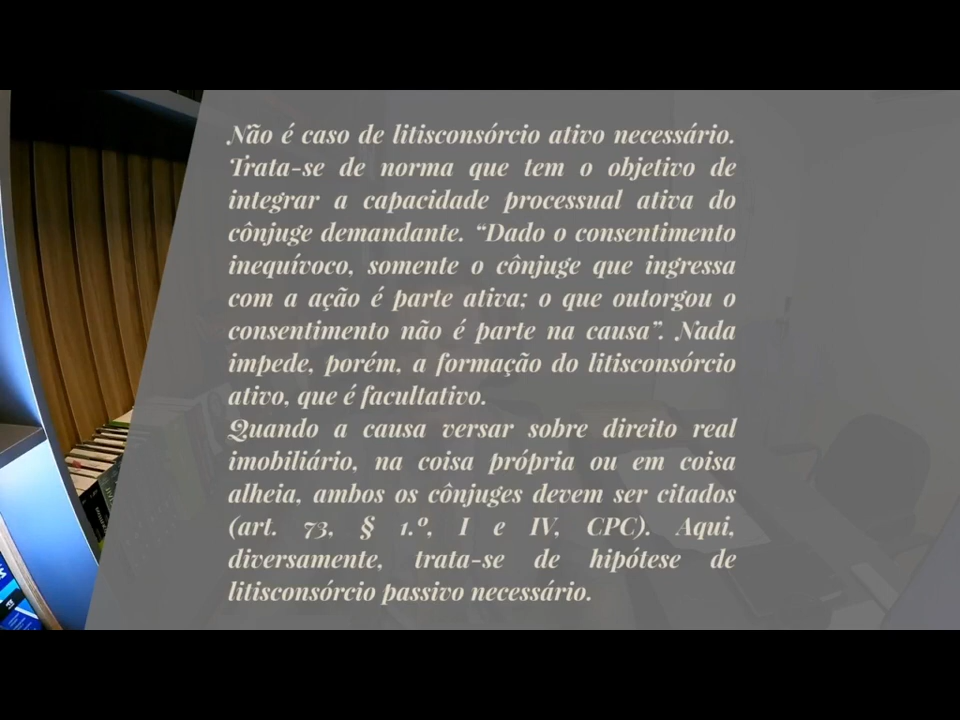 Não é caso de litisconsórcio ativo necessário.
Trata-se de norma que tem o objetivo de
integrar a capacidade processual ativa do
cônjuge demandante. “Dado o consentimento
inequívoco, somente o cônjuge que ingressa
com a ação é parte ativa; o que outorgou o
consentimento não é parte na causa”. Nada
impede, porém, a formação do litisconsórcio
ativo, que é facultativo.
Quando a causa versar sobre direito real
imobiliário, na coisa própria ou em coisa
alheia, ambos os cônjuges devem ser citados
(art. 73, § 1.º, I e IV, CPC). Aqui,
diversamente, trata-se de hipótese de
litisconsórcio passivo necessário.